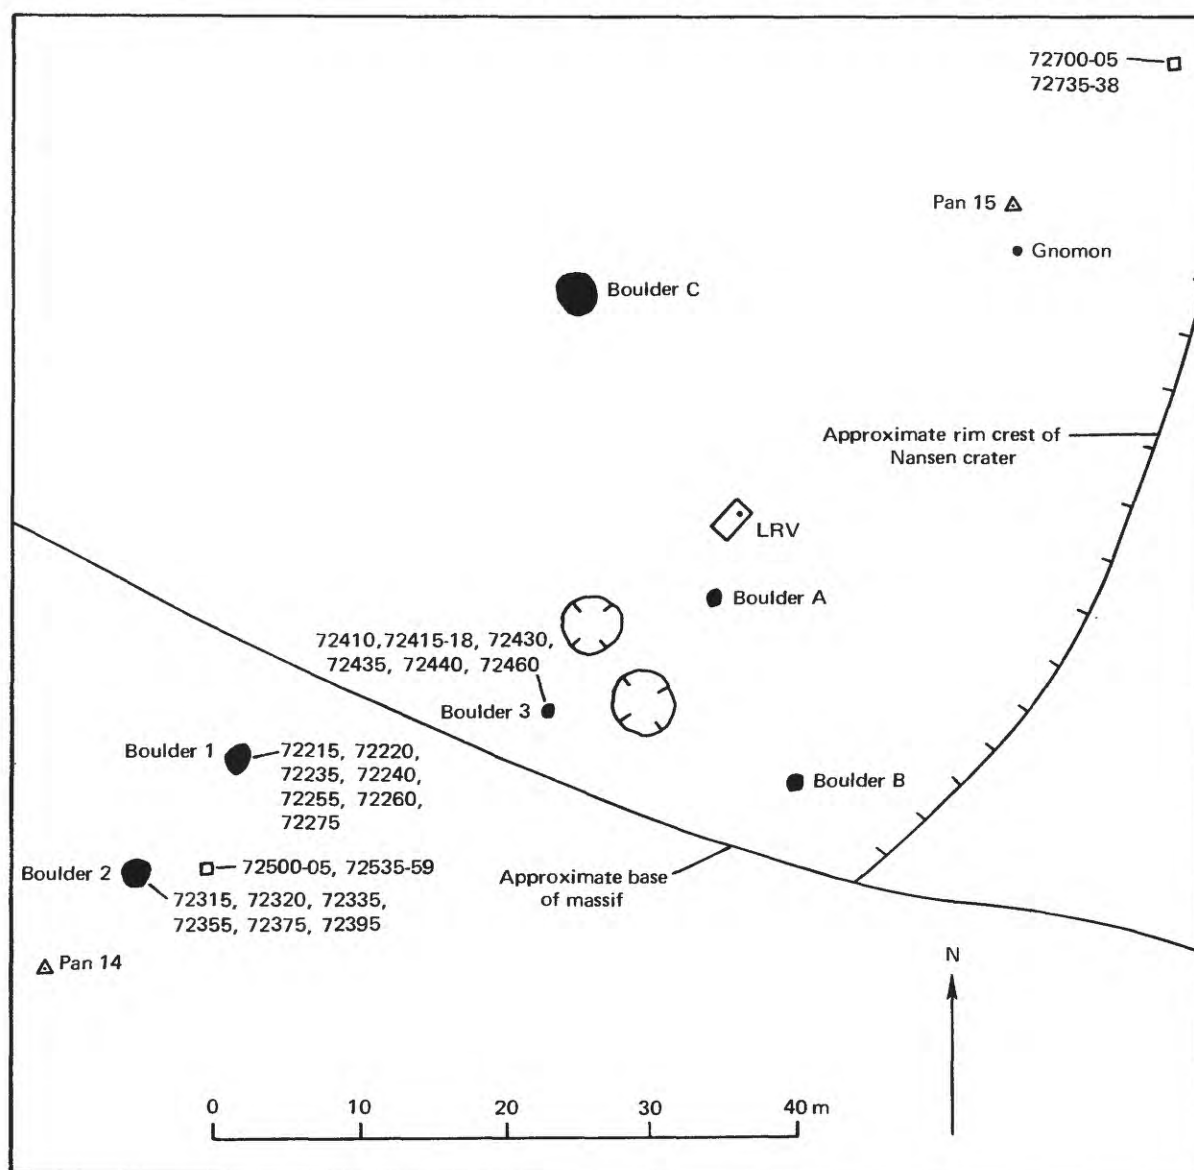 72700-05
72735-38
Pan 15
Gnomon
Boulder C
Approximate rim crest of
Nansen crater
LRV
Boulder A
72410, 72415-18, 72430,
72435, 72440, 72460
Boulder 3
Boulder 1
72215, 72220,
72235, 72240,
72255, 72260,
72275
Boulder B
Boulder 2
72500-05, 72535-59
72315, 72320, 72335,
72355, 72375, 72395
Approximate base
of massif
Pan 14
N
0 10 20 30 40 m